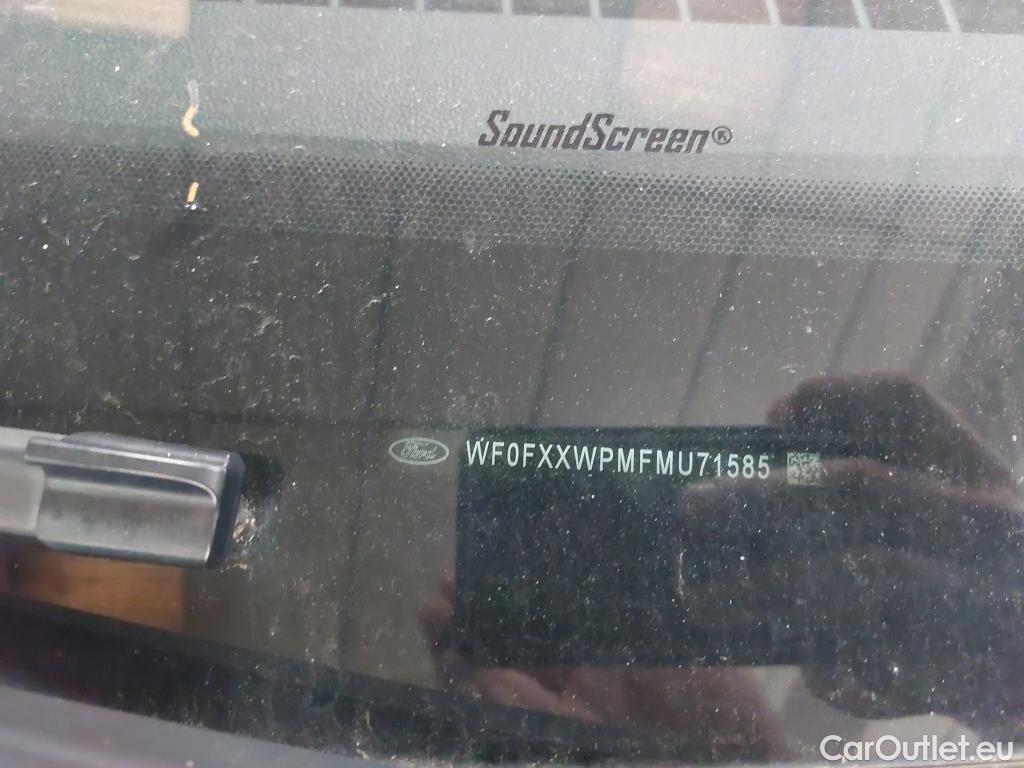 SoundScreen®
Ford WF0FXXWPMFMU71585
CarOutlet.eu